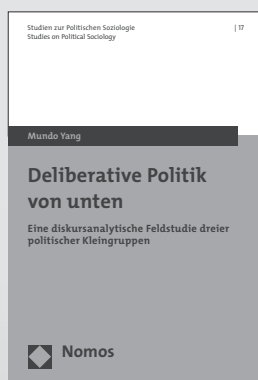 Studien zur Politischen Soziologie
Studies on Political Sociology
| 17
Mundo Yang
Deliberative Politik
von unten
Eine diskursanalytische Feldstudie dreier
politischer Kleingruppen
Nomos